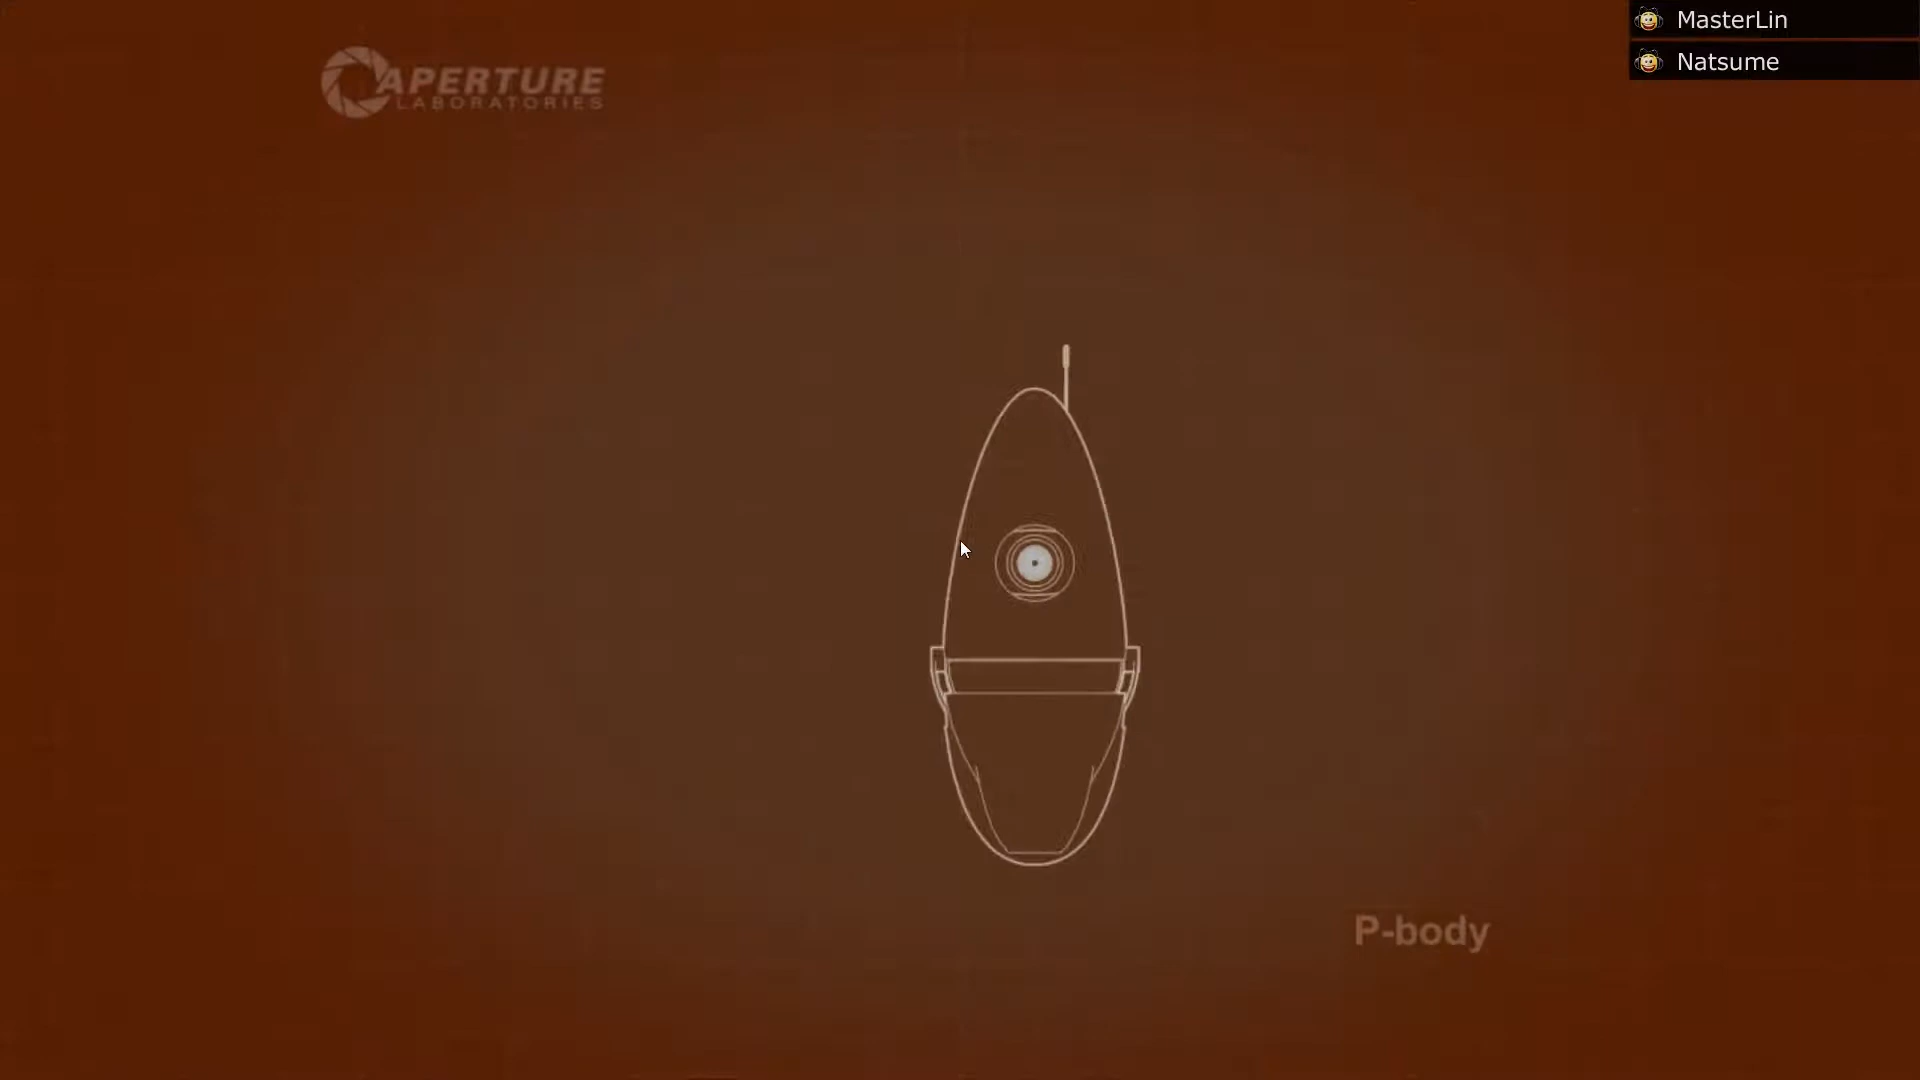 APERTURE
LABORATORIES
MasterLin
Natsume
P-body